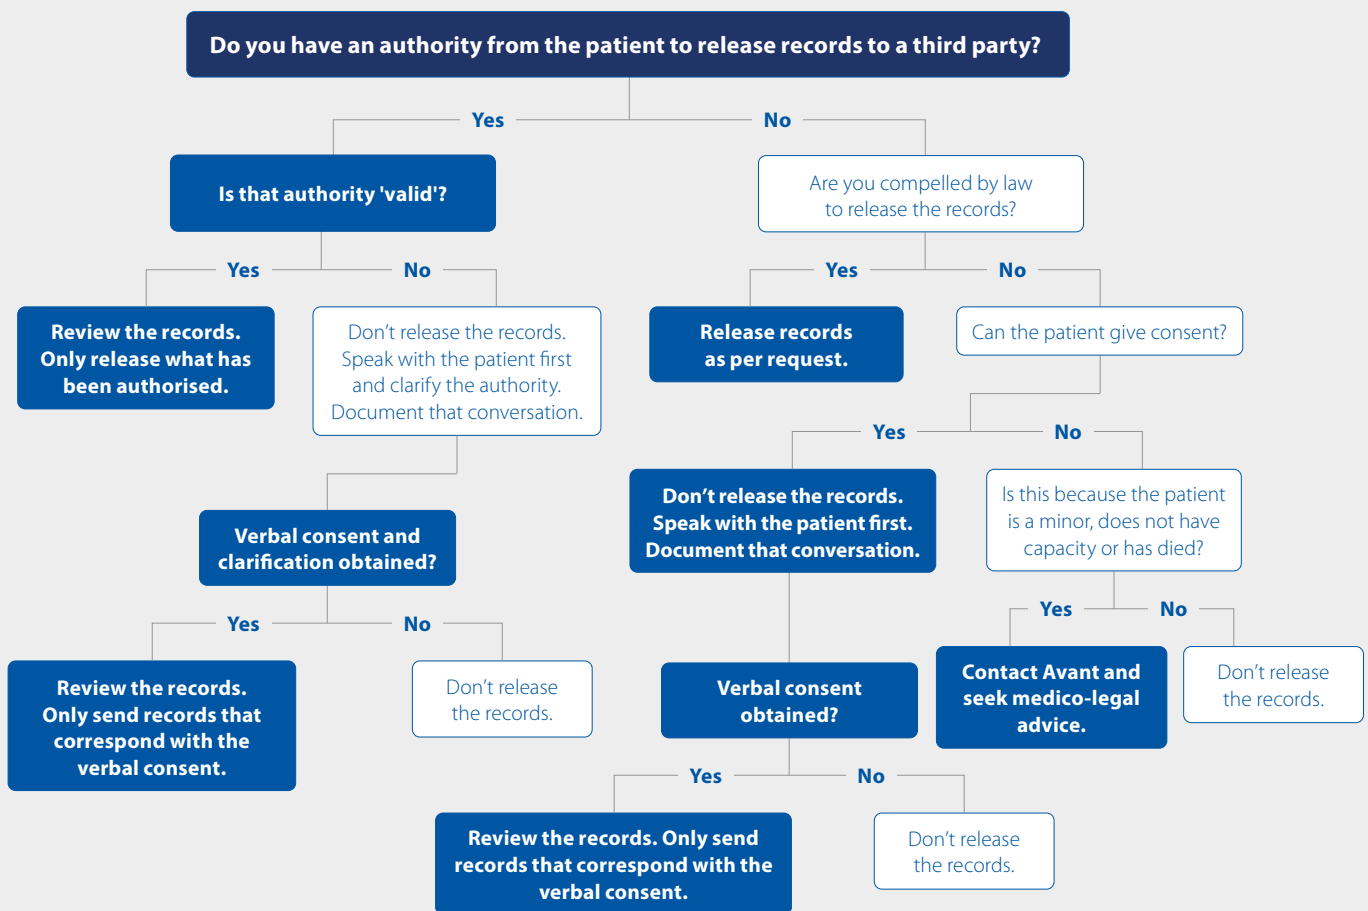 Do you have an authority from the patient to release records to a third party?
Yes
No
Is that authority 'valid'?
Are you compelled by law
to release the records?
Yes
No
Yes
No
Review the records.
Only release what has
been authorised.
Don’t release the records.
Speak with the patient first
and clarify the authority.
Document that conversation.
Release records
as per request.
Can the patient give consent?
Yes
No
Verbal consent and
clarification obtained?
Don’t release the records.
Speak with the patient first.
Document that conversation.
Is this because the patient
is a minor, does not have
capacity or has died?
Yes
No
Yes
No
Review the records.
Only send records that
correspond with the
verbal consent.
Don’t release
the records.
Verbal consent
obtained?
Contact Avant and
seek medico-legal
advice.
Don’t release
the records.
Yes
No
Review the records. Only send
records that correspond with the
verbal consent.
Don’t release
the records.